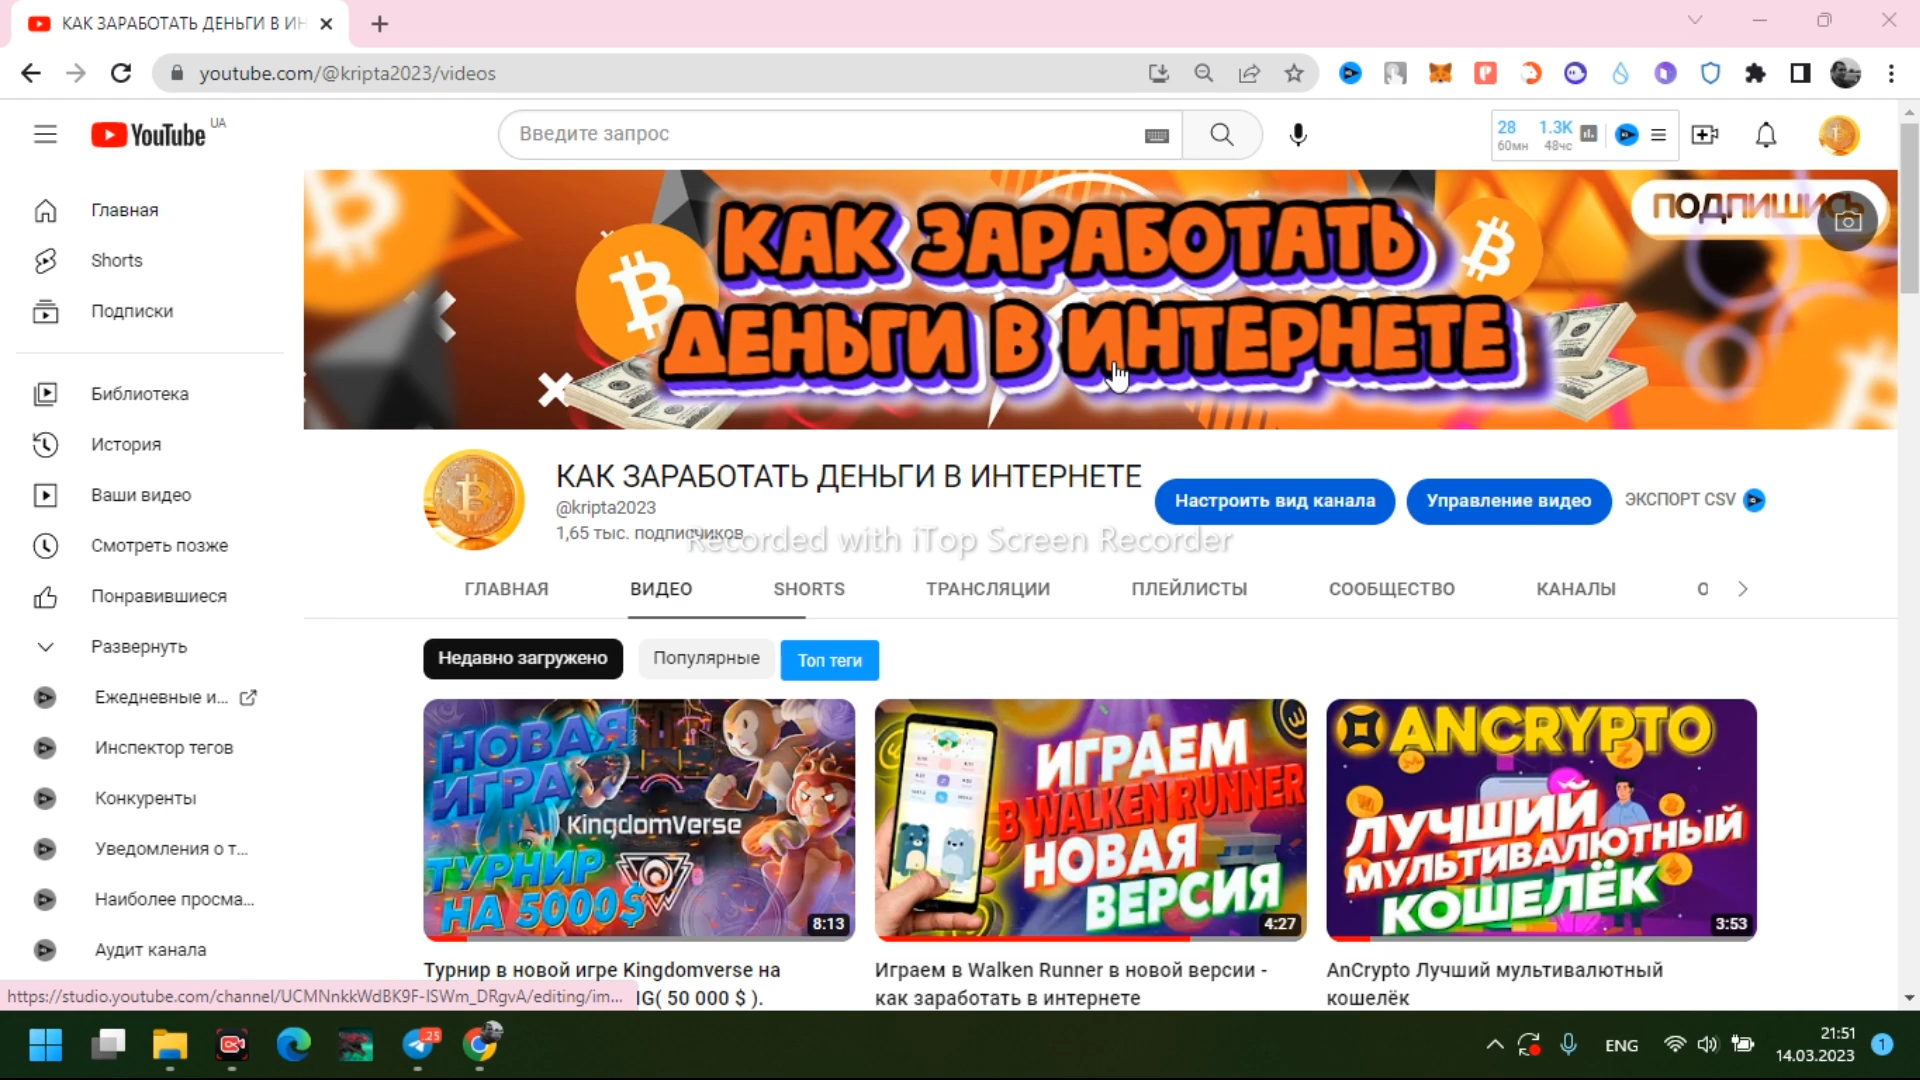 КАК ЗАРАБОТАТЬ ДЕНЬГИ В ИН
youtube.com/@kripta2023/videos
YouTube UA
Введите запрос
28 1.3K
60мн 48чс
Главная
Shorts
Подписки
Библиотека
История
Ваши видео
Смотреть позже
Понравившиеся
Развернуть
Ежедневные и...
Инспектор тегов
Конкуренты
Уведомления о т...
Наиболее просма...
Аудит канала
КАК ЗАРАБОТАТЬ
ДЕНЬГИ В ИНТЕРНЕТЕ
ПОДПИШИСЬ
КАК ЗАРАБОТАТЬ ДЕНЬГИ В ИНТЕРНЕТЕ
@kripta2023
1,65 тыс. подписчиков
Настроить вид канала
Управление видео
ЭКСПОРТ CSV
Recorded with iTop Screen Recorder
ГЛАВНАЯ ВИДЕО SHORTS ТРАНСЛЯЦИИ ПЛЕЙЛИСТЫ СООБЩЕСТВО КАНАЛЫ О
Недавно загружено Популярные Топ теги
НОВАЯ
ИГРА
KingdomVerse
ТУРНИР
НА 5000$
8:13
ИГРАЕМ
В WALKEN RUNNER
НОВАЯ
ВЕРСИЯ
4:27
ANCRYPTO
ЛУЧШИЙ
МУЛЬТИВАЛЮТНЫЙ
КОШЕЛЁК
3:53
Турнир в новой игре Kingdomverse на
IG( 50 000 $ ).
Играем в Walken Runner в новой версии -
как заработать в интернете
AnCrypto Лучший мультивалютный
кошелёк
https://studio.youtube.com/channel/UCMNnkkWdBK9F-ISWm_DRgvA/editing/im...
25
ENG
21:51
14.03.2023
1